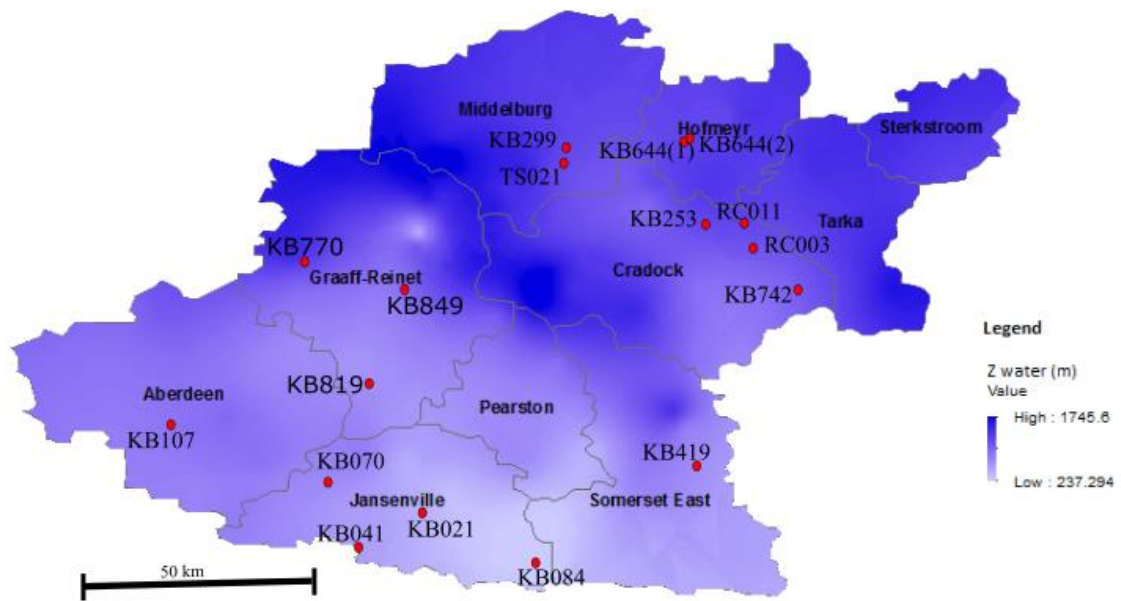 Middelburg
KB299
TS021
Hofmeyr
KB644(1)
KB644(2)
Sterkstroom
KB253
RC011
Tarka
RC003
Cradock
KB742
KB770
Graaff-Reinet
KB849
KB819
Aberdeen
KB107
Pearston
KB070
KB419
Jansenville
Somerset East
KB021
KB041
KB084
50 km
Legend
Z water (m)
Value
High : 1745.6
Low : 237.294